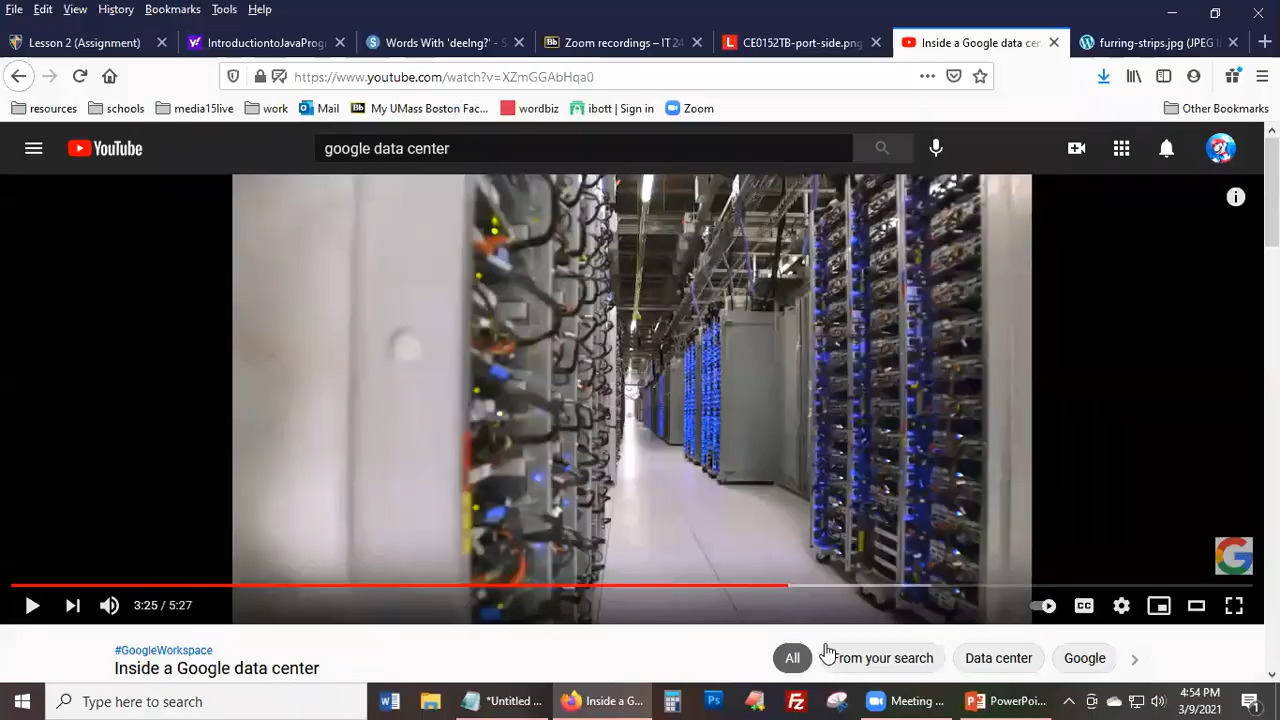 File Edit View History Bookmarks Tools Help
Lesson 2 (Assignment) IntroductiontoJavaProg Words With 'deeIng?' - S Zoom recordings – IT 24 CE0152TB-port-side.png Inside a Google data cen furring-strips.jpg (JPEG I
https://www.youtube.com/watch?v=XZmGGAbHqa0
resources schools media15live work Mail My UMass Boston Fac... wordbiz ibott | Sign in Zoom Other Bookmarks
YouTube google data center
3:25 / 5:27 CC
#GoogleWorkspace
Inside a Google data center
All From your search Data center Google
Type here to search *Untitled ... Inside a G... Meeting ... PowerPoi... 4:54 PM
3/9/2021